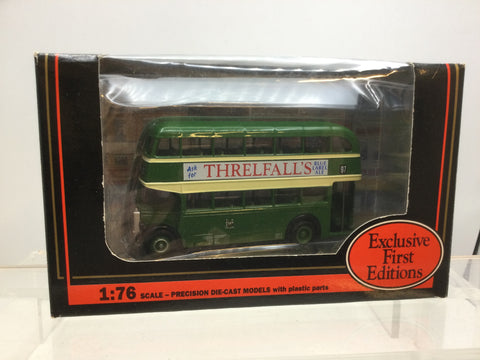 Ask
for
THRELFALL'S
BLUE
LABEL
ALE
97
Exclusive
First
Editions
1:76 SCALE – PRECISION DIE-CAST MODELS with plastic parts